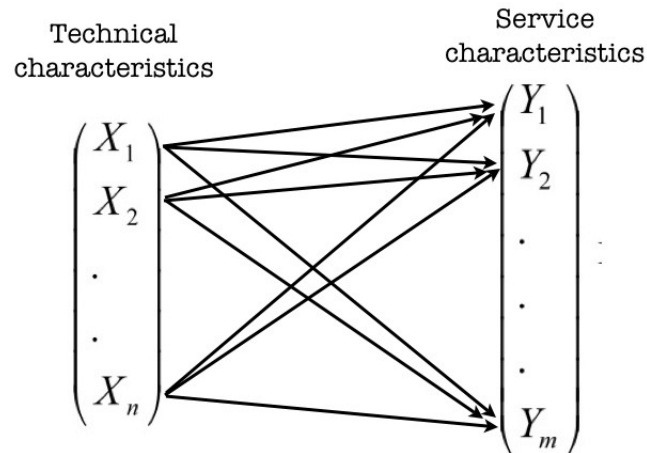 Technical
characteristics
X1
X2
.
.
Xn
Service
characteristics
Y1
Y2
.
.
.
Ym